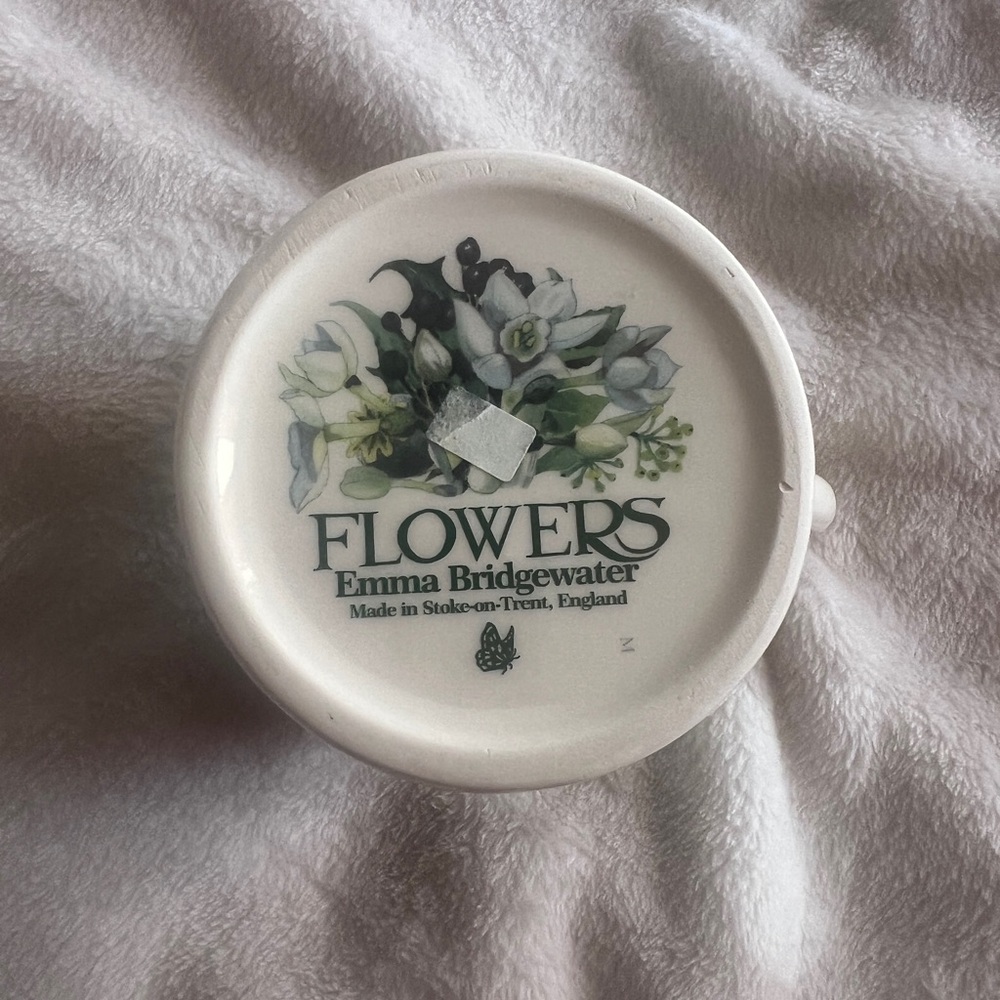 FLOWERS
Emma Bridgewater
Made in Stoke-on-Trent, England
M